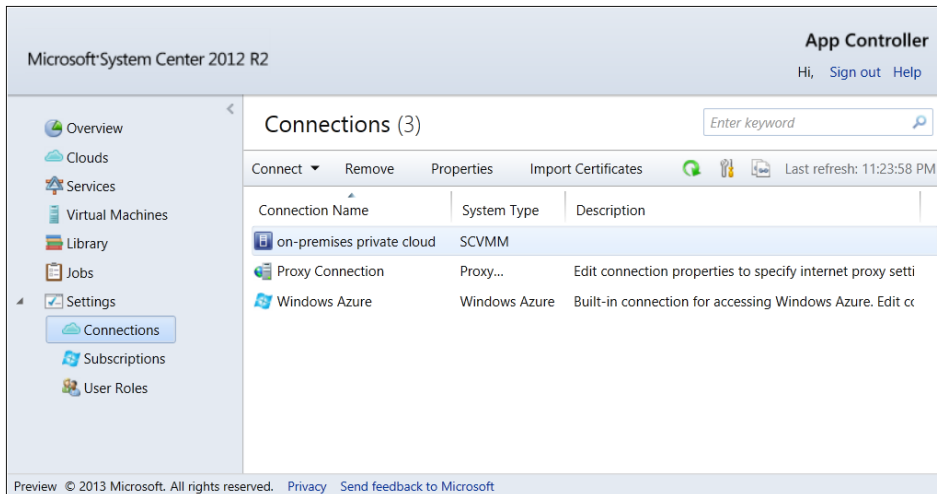 Microsoft System Center 2012 R2
App Controller
Hi, Sign out Help
Overview
Clouds
Services
Virtual Machines
Library
Jobs
Settings
Connections
Subscriptions
User Roles
Connections (3)
Enter keyword
Connect Remove Properties Import Certificates Last refresh: 11:23:58 PM
Connection Name System Type Description
on-premises private cloud SCVMM
Proxy Connection Proxy... Edit connection properties to specify internet proxy setti
Windows Azure Windows Azure Built-in connection for accessing Windows Azure. Edit cc
Preview © 2013 Microsoft. All rights reserved. Privacy Send feedback to Microsoft